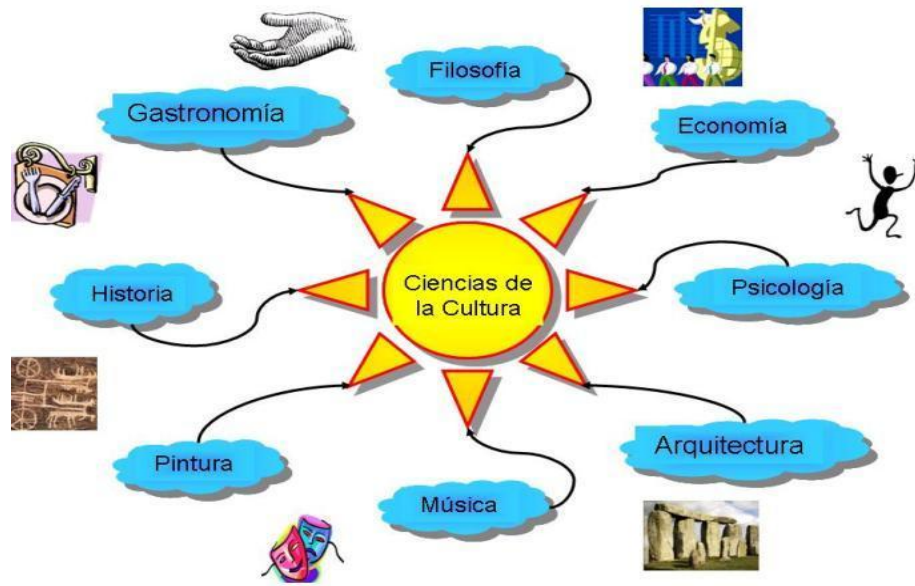 Filosofía
Gastronomía
Economía
Ciencias de
la Cultura
Historia
Psicología
Pintura
Arquitectura
Música